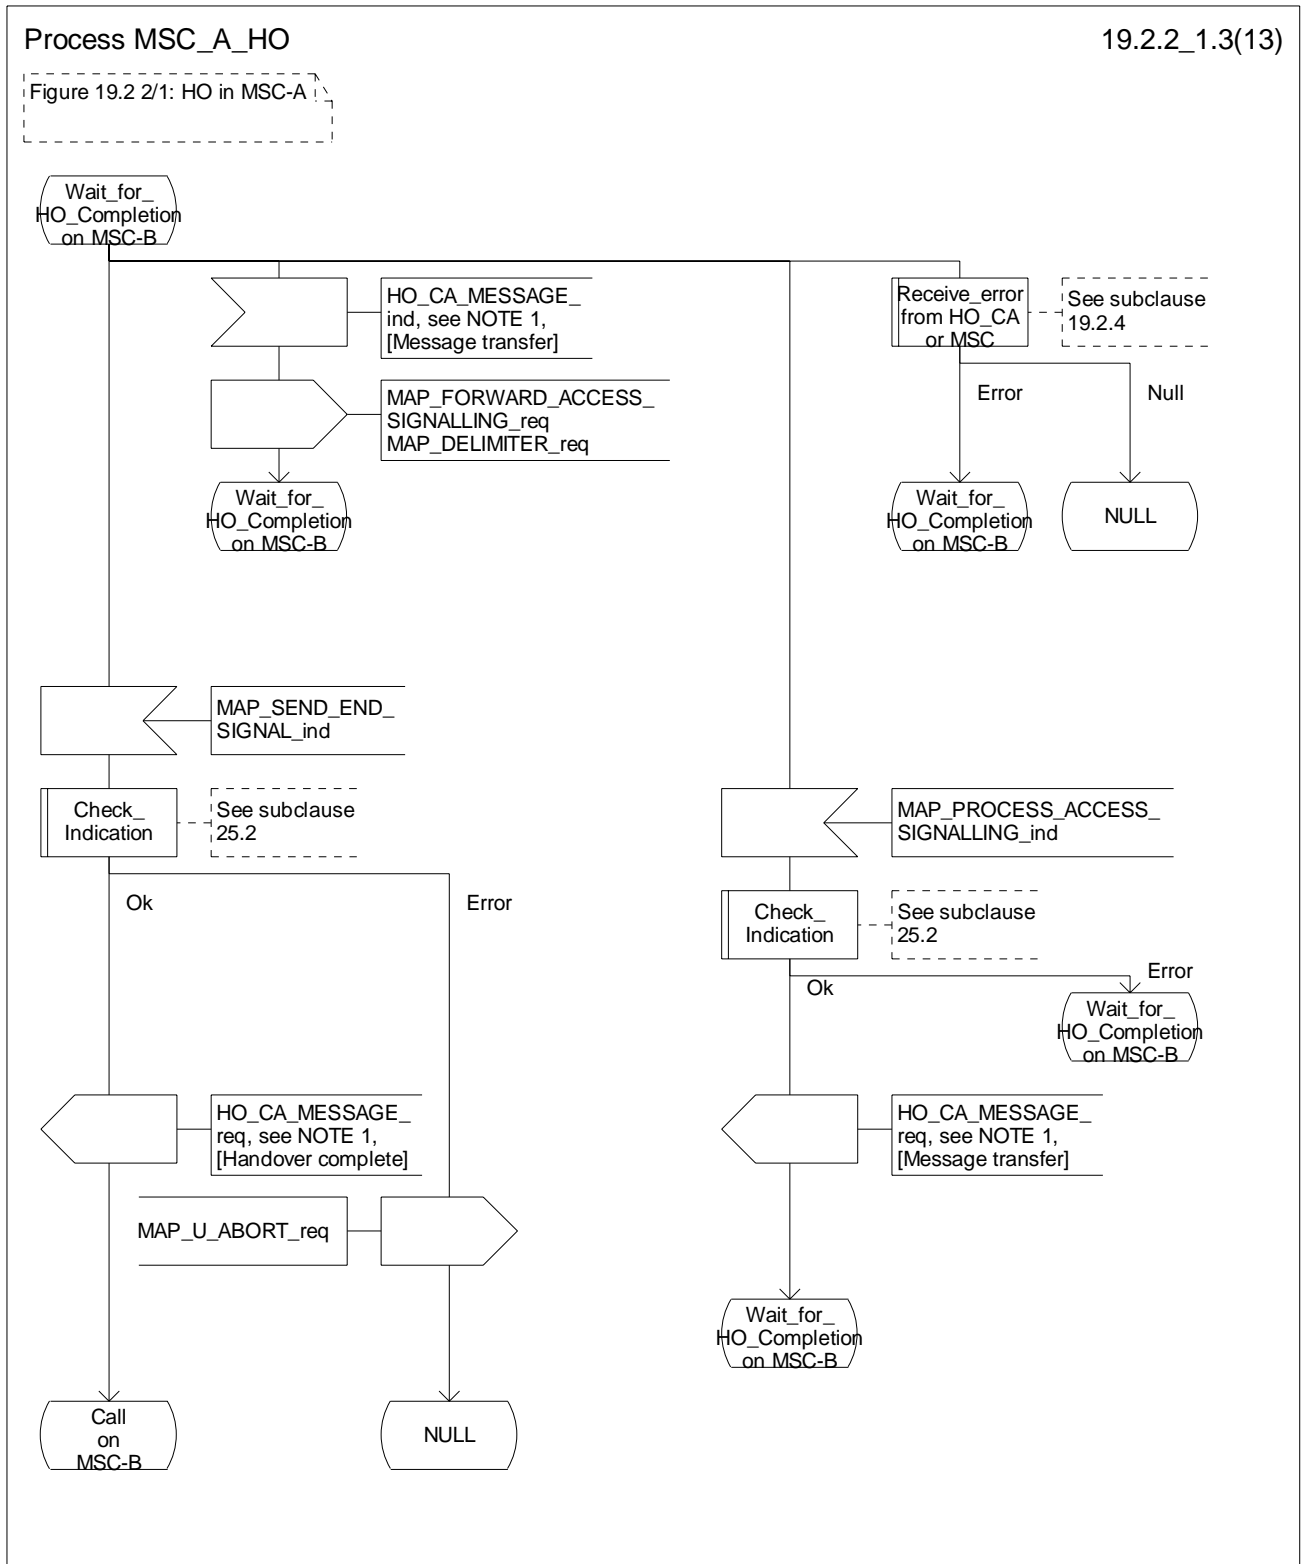 Process MSC_A_HO
19.2.2_1.3(13)
Figure 19.2 2/1: HO in MSC-A
Wait_for_
HO_Completion
on MSC-B
HO_CA_MESSAGE_
ind, see NOTE 1,
[Message transfer]
Receive_error
from HO_CA
or MSC
See subclause
19.2.4
MAP_FORWARD_ACCESS_
SIGNALLING_req
MAP_DELIMITER_req
Error
Null
Wait_for_
HO_Completion
on MSC-B
Wait_for_
HO_Completion
on MSC-B
NULL
MAP_SEND_END_
SIGNAL_ind
Check_
Indication
See subclause
25.2
MAP_PROCESS_ACCESS_
SIGNALLING_ind
Ok
Error
Check_
Indication
See subclause
25.2
Ok
Error
Wait_for_
HO_Completion
on MSC-B
HO_CA_MESSAGE_
req, see NOTE 1,
[Handover complete]
HO_CA_MESSAGE_
req, see NOTE 1,
[Message transfer]
MAP_U_ABORT_req
Wait_for_
HO_Completion
on MSC-B
Call
on
MSC-B
NULL